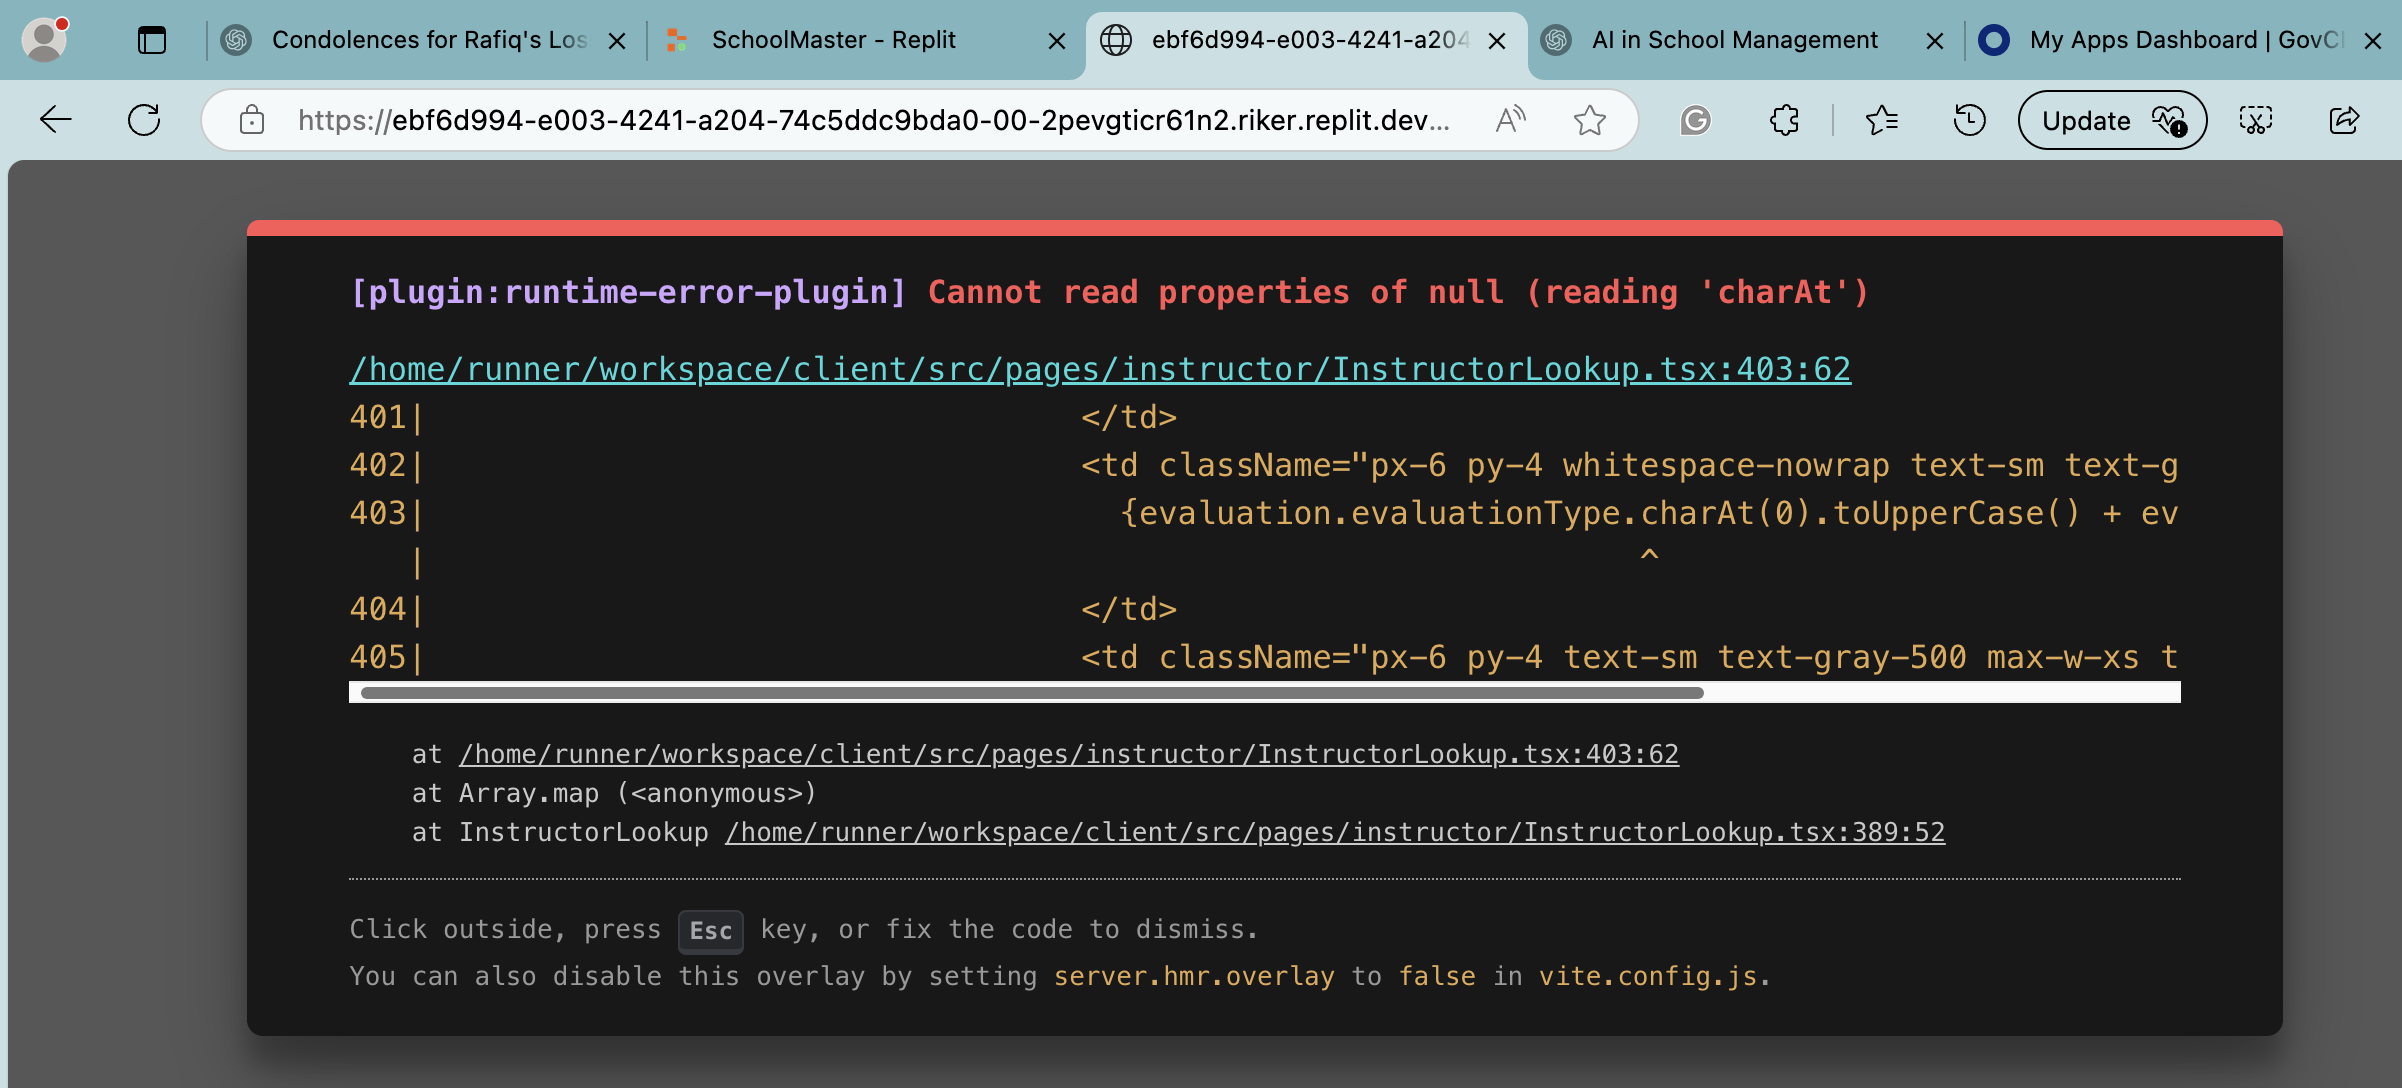 Condolences for Rafiq's Los
SchoolMaster - Replit
ebf6d994-e003-4241-a204
AI in School Management
My Apps Dashboard | GovCl
https://ebf6d994-e003-4241-a204-74c5ddc9bda0-00-2pevgticr61n2.riker.replit.dev...
Update
[plugin:runtime-error-plugin] Cannot read properties of null (reading 'charAt')
/home/runner/workspace/client/src/pages/instructor/InstructorLookup.tsx:403:62
401| </td>
402| <td className="px-6 py-4 whitespace-nowrap text-sm text-g
403| {evaluation.evaluationType.charAt(0).toUpperCase() + ev
| ^
404| </td>
405| <td className="px-6 py-4 text-sm text-gray-500 max-w-xs t
at /home/runner/workspace/client/src/pages/instructor/InstructorLookup.tsx:403:62
at Array.map (<anonymous>)
at InstructorLookup /home/runner/workspace/client/src/pages/instructor/InstructorLookup.tsx:389:52
Click outside, press Esc key, or fix the code to dismiss.
You can also disable this overlay by setting server.hmr.overlay to false in vite.config.js.